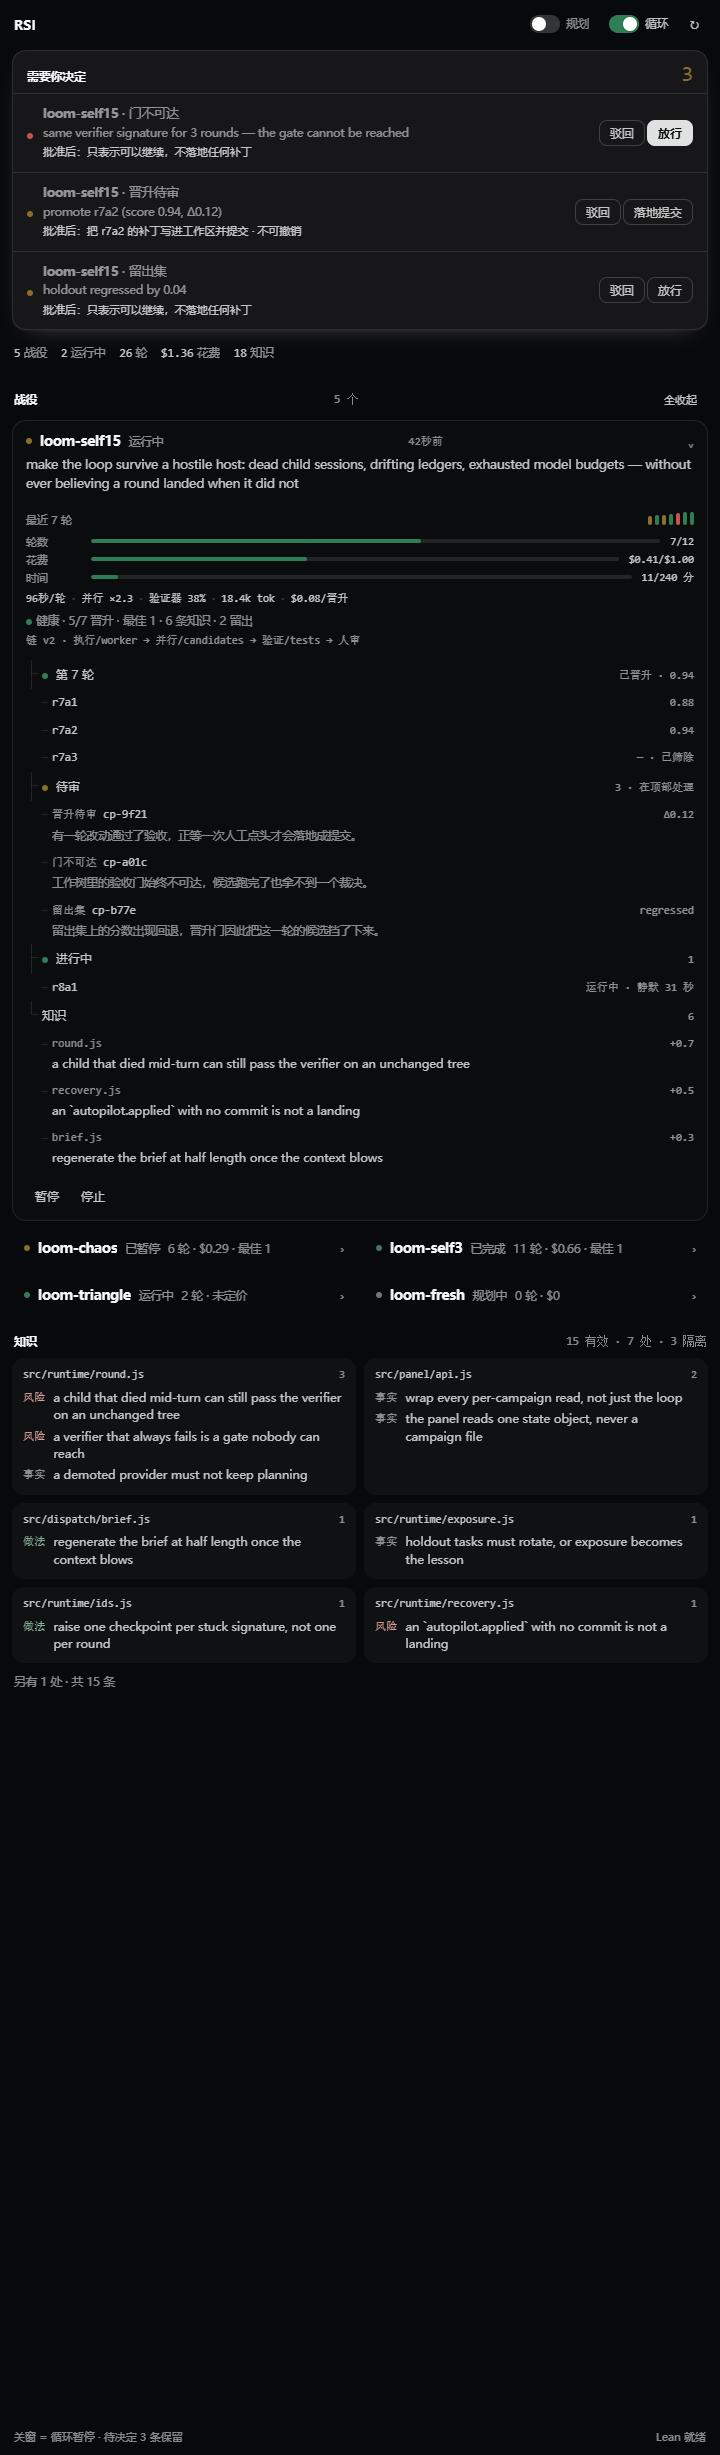 RSI 规划 循环 ↻
需要你决定 3
loom-self15 · 门不可达
same verifier signature for 3 rounds — the gate cannot be reached
批准后：只表示可以继续，不落地任何补丁
驳回 放行
loom-self15 · 晋升待审
promote r7a2 (score 0.94, Δ0.12)
批准后：把 r7a2 的补丁写进工作区并提交 · 不可撤销
驳回 落地提交
loom-self15 · 留出集
holdout regressed by 0.04
批准后：只表示可以继续，不落地任何补丁
驳回 放行
5 战役 2 运行中 26 轮 $1.36 花费 18 知识
战役 5 个 全收起
loom-self15 运行中 42秒前
make the loop survive a hostile host: dead child sessions, drifting ledgers, exhausted model budgets — without
ever believing a round landed when it did not
最近 7 轮
轮数 7/12
花费 $0.41/$1.00
时间 11/240 分
96秒/轮 · 并行 ×2.3 · 验证器 38% · 18.4k tok · $0.08/晋升
健康 · 5/7 晋升 · 最佳 1 · 6 条知识 · 2 留出
链 v2 · 执行/worker → 并行/candidates → 验证/tests → 人审
第 7 轮 已晋升 · 0.94
r7a1 0.88
r7a2 0.94
r7a3 — · 已筛除
待审 3 · 在顶部处理
晋升待审 cp-9f21 Δ0.12
有一轮改动通过了验收，正等一次人工点头才会落地成提交。
门不可达 cp-a01c
工作树里的验收门始终不可达，候选跑完了也拿不到一个裁决。
留出集 cp-b77e regressed
留出集上的分数出现回退，晋升门因此把这一轮的候选挡了下来。
进行中 1
r8a1 运行中 · 静默 31 秒
知识 6
round.js +0.7
a child that died mid-turn can still pass the verifier on an unchanged tree
recovery.js +0.5
an `autopilot.applied` with no commit is not a landing
brief.js +0.3
regenerate the brief at half length once the context blows
暂停 停止
loom-chaos 已暂停 6 轮 · $0.29 · 最佳 1 ›
loom-self3 已完成 11 轮 · $0.66 · 最佳 1 ›
loom-triangle 运行中 2 轮 · 未定价 ›
loom-fresh 规划中 0 轮 · $0 ›
知识 15 有效 · 7 处 · 3 隔离
src/runtime/round.js 3
风险 a child that died mid-turn can still pass the verifier
on an unchanged tree
风险 a verifier that always fails is a gate nobody can
reach
事实 a demoted provider must not keep planning
src/panel/api.js 2
事实 wrap every per-campaign read, not just the loop
事实 the panel reads one state object, never a
campaign file
src/dispatch/brief.js 1
做法 regenerate the brief at half length once the
context blows
src/runtime/exposure.js 1
事实 holdout tasks must rotate, or exposure becomes
the lesson
src/runtime/ids.js 1
做法 raise one checkpoint per stuck signature, not one
per round
src/runtime/recovery.js 1
风险 an `autopilot.applied` with no commit is not a
landing
另有 1 处 · 共 15 条
关窗 = 循环暂停 · 待决定 3 条保留 Lean 就绪